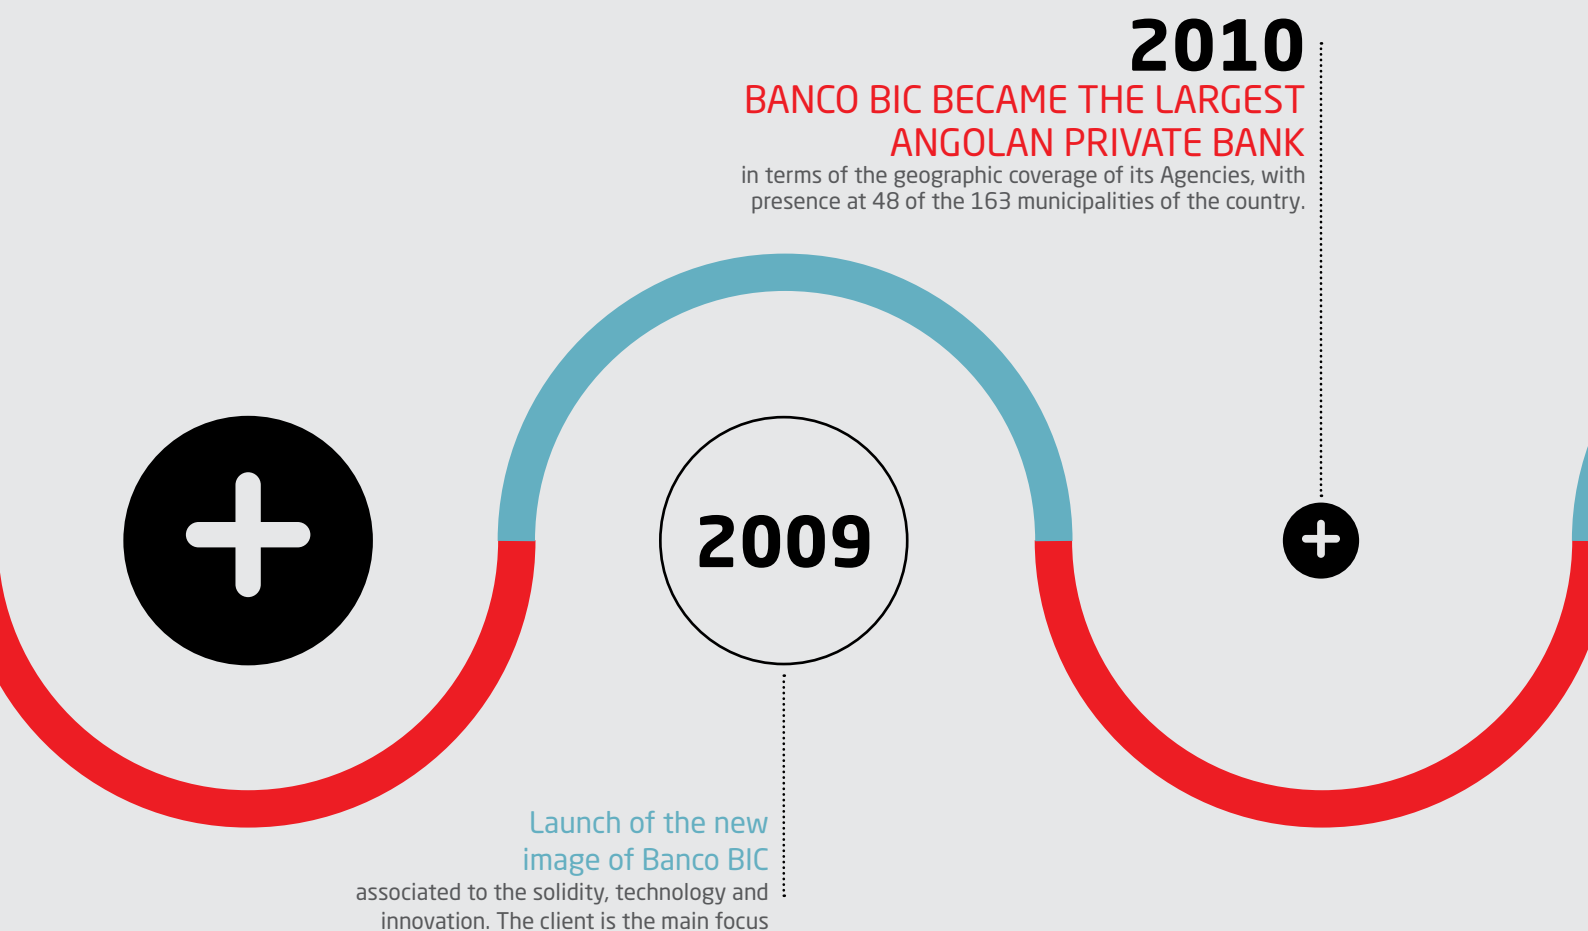 2010
BANCO BIC BECAME THE LARGEST
ANGOLAN PRIVATE BANK
in terms of the geographic coverage of its Agencies, with
presence at 48 of the 163 municipalities of the country.
2009
Launch of the new
image of Banco BIC
associated to the solidity, technology and
innovation. The client is the main focus